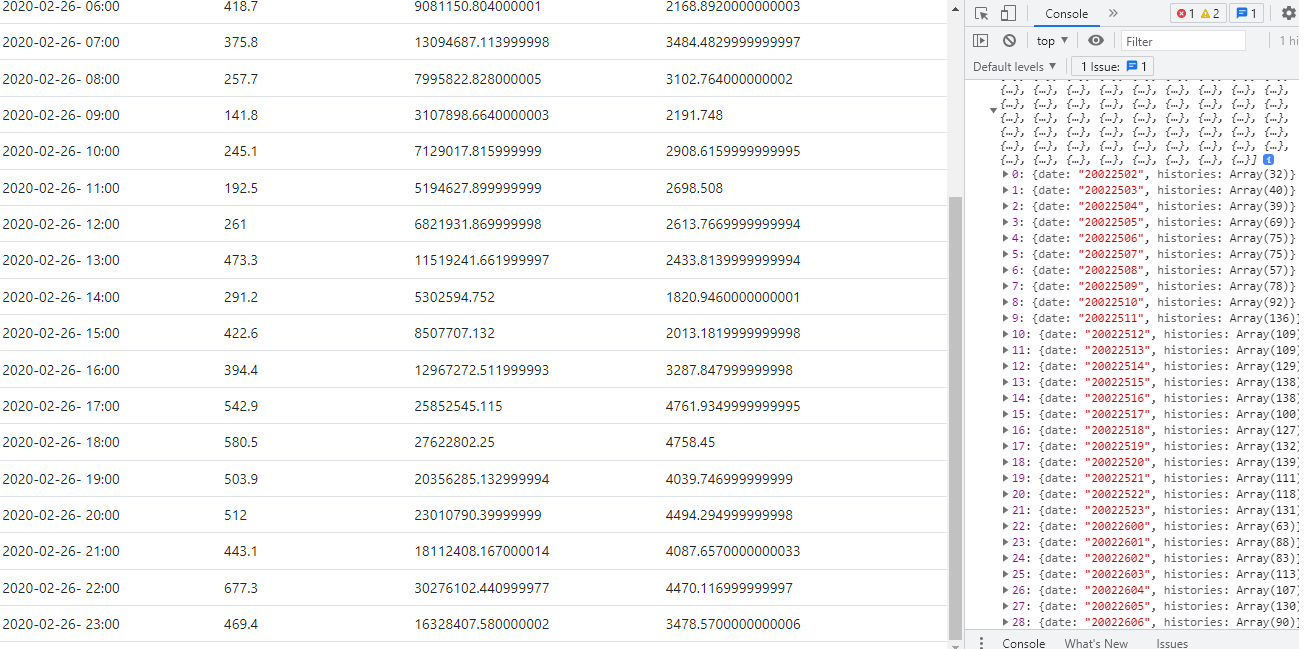 2020-02-26- 06:00 418.7 9081150.804000001 2168.8920000000003
2020-02-26- 07:00 375.8 13094687.113999998 3484.4829999999997
2020-02-26- 08:00 257.7 7995822.828000005 3102.764000000002
2020-02-26- 09:00 141.8 3107898.6640000003 2191.748
2020-02-26- 10:00 245.1 7129017.815999999 2908.6159999999995
2020-02-26- 11:00 192.5 5194627.899999999 2698.508
2020-02-26- 12:00 261 6821931.869999998 2613.7669999999994
2020-02-26- 13:00 473.3 11519241.661999997 2433.8139999999994
2020-02-26- 14:00 291.2 5302594.752 1820.9460000000001
2020-02-26- 15:00 422.6 8507707.132 2013.1819999999998
2020-02-26- 16:00 394.4 12967272.511999993 3287.847999999998
2020-02-26- 17:00 542.9 25852545.115 4761.9349999999995
2020-02-26- 18:00 580.5 27622802.25 4758.45
2020-02-26- 19:00 503.9 20356285.132999994 4039.746999999999
2020-02-26- 20:00 512 23010790.39999999 4494.294999999998
2020-02-26- 21:00 443.1 18112408.167000014 4087.6570000000033
2020-02-26- 22:00 677.3 30276102.440999977 4470.116999999997
2020-02-26- 23:00 469.4 16328407.580000002 3478.5700000000006
Console » 1 2 1
top ▼ Filter 1 hi
Default levels ▼ 1 Issue: 1
{…}, {…}, {…}, {…}, {…}, {…}, {…}, {…}, {…},
{…}, {…}, {…}, {…}, {…}, {…}, {…}, {…}, {…},
{…}, {…}, {…}, {…}, {…}, {…}, {…}, {…}, {…},
{…}, {…}, {…}, {…}, {…}, {…}, {…}, {…}, {…},
{…}, {…}, {…}, {…}, {…}, {…}, {…}, {…}, {…},
{…}, {…}, {…}, {…}, {…}, {…}, {…}, {…}] i
0: {date: "20022502", histories: Array(32)}
1: {date: "20022503", histories: Array(40)}
2: {date: "20022504", histories: Array(39)}
3: {date: "20022505", histories: Array(69)}
4: {date: "20022506", histories: Array(75)}
5: {date: "20022507", histories: Array(75)}
6: {date: "20022508", histories: Array(57)}
7: {date: "20022509", histories: Array(78)}
8: {date: "20022510", histories: Array(92)}
9: {date: "20022511", histories: Array(136)}
10: {date: "20022512", histories: Array(109)
11: {date: "20022513", histories: Array(109)
12: {date: "20022514", histories: Array(129)
13: {date: "20022515", histories: Array(138)
14: {date: "20022516", histories: Array(138)
15: {date: "20022517", histories: Array(100)
16: {date: "20022518", histories: Array(127)
17: {date: "20022519", histories: Array(132)
18: {date: "20022520", histories: Array(139)
19: {date: "20022521", histories: Array(111)
20: {date: "20022522", histories: Array(118)
21: {date: "20022523", histories: Array(131)
22: {date: "20022600", histories: Array(63)}
23: {date: "20022601", histories: Array(88)}
24: {date: "20022602", histories: Array(83)}
25: {date: "20022603", histories: Array(113)
26: {date: "20022604", histories: Array(107)
27: {date: "20022605", histories: Array(130)
28: {date: "20022606", histories: Array(90)}
Console What's New Issues